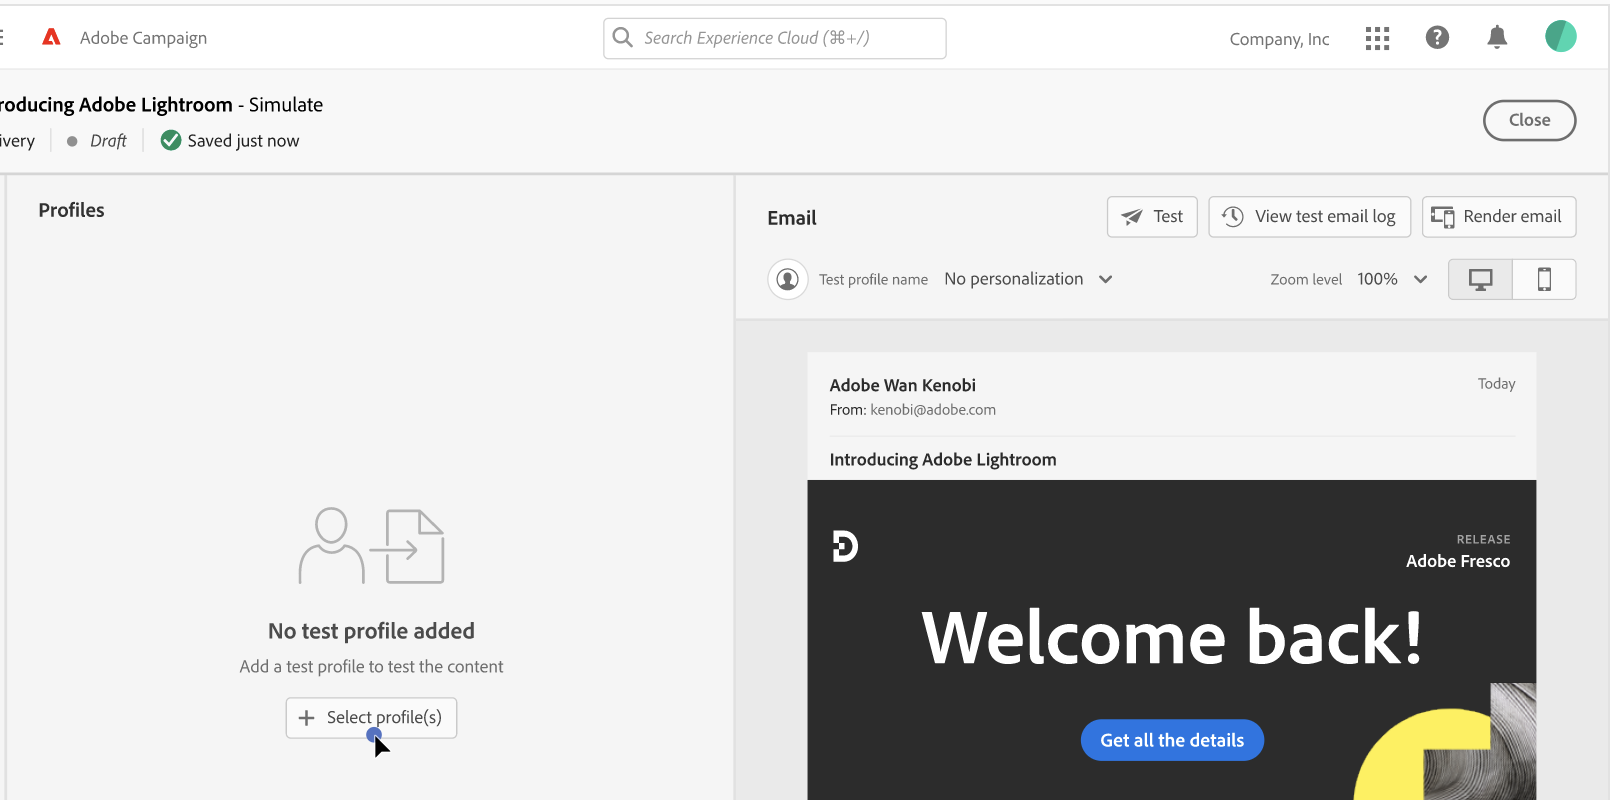 Adobe Campaign
Search Experience Cloud (⌘+/)
Company, Inc
roducing Adobe Lightroom - Simulate
ivery
Draft
Saved just now
Close
Profiles
No test profile added
Add a test profile to test the content
Select profile(s)
Email
Test
View test email log
Render email
Test profile name No personalization
Zoom level 100%
Adobe Wan Kenobi
Today
From: kenobi@adobe.com
Introducing Adobe Lightroom
RELEASE
Adobe Fresco
Welcome back!
Get all the details